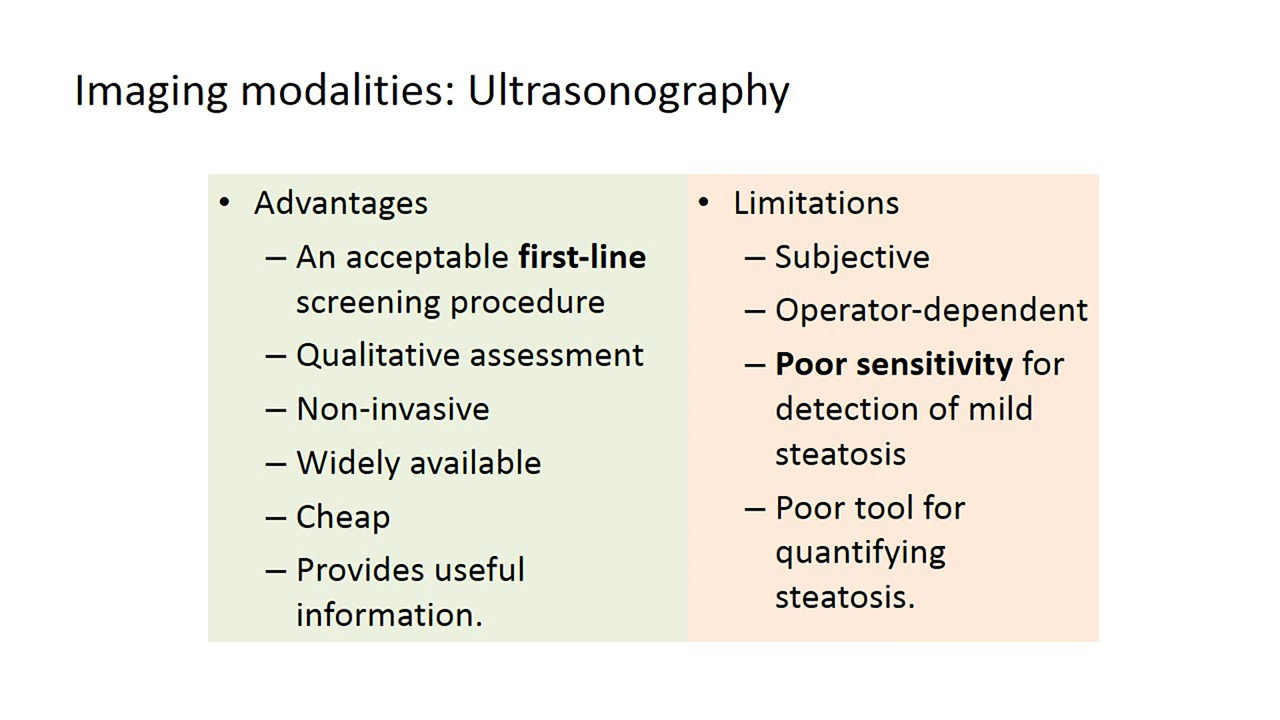 Imaging modalities: Ultrasonography
• Advantages
– An acceptable first-line
screening procedure
– Qualitative assessment
– Non-invasive
– Widely available
– Cheap
– Provides useful
information.
• Limitations
– Subjective
– Operator-dependent
– Poor sensitivity for
detection of mild
steatosis
– Poor tool for
quantifying
steatosis.